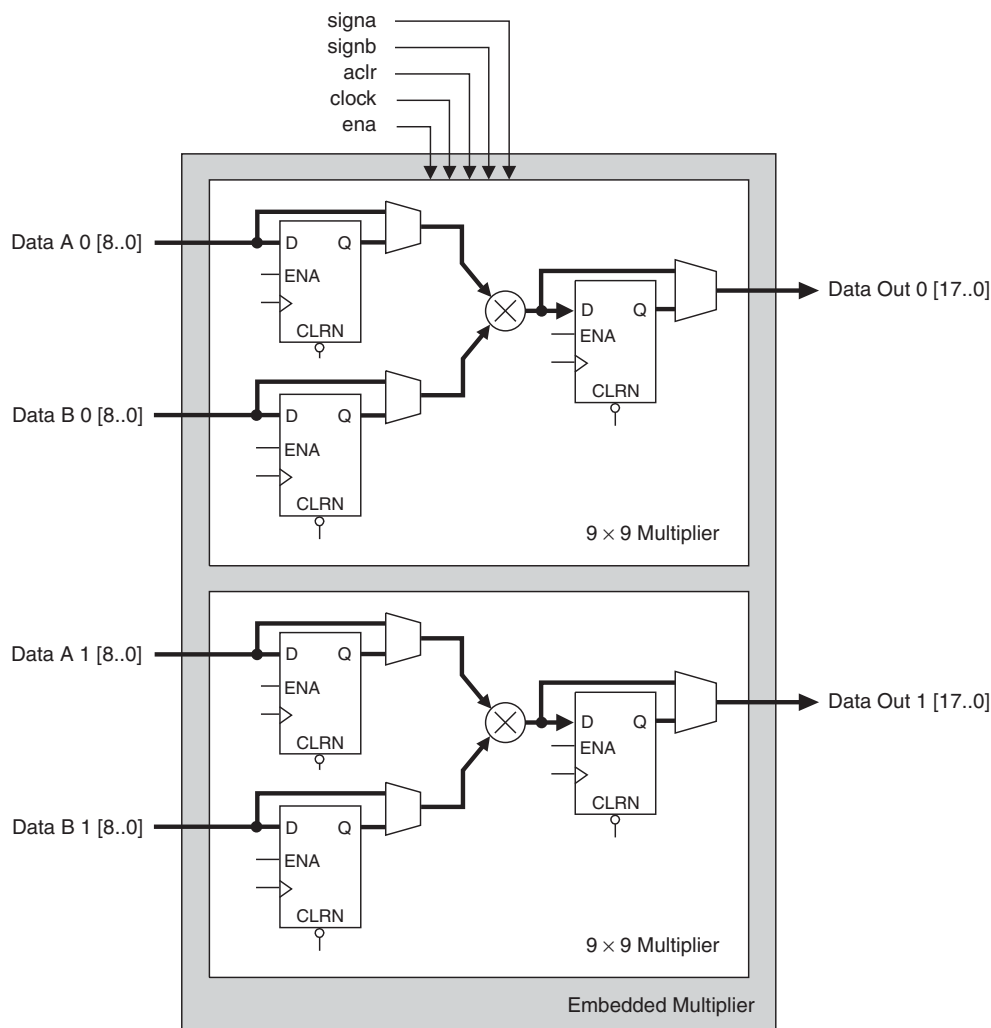 signa
signb
aclr
clock
ena
Data A 0 [8..0]
D Q
ENA
CLRN
Data B 0 [8..0]
D Q
ENA
CLRN
D Q
ENA
CLRN
Data Out 0 [17..0]
9 × 9 Multiplier
Data A 1 [8..0]
D Q
ENA
CLRN
Data B 1 [8..0]
D Q
ENA
CLRN
D Q
ENA
CLRN
Data Out 1 [17..0]
9 × 9 Multiplier
Embedded Multiplier